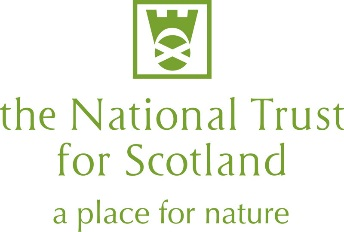 the National Trust
for Scotland
a place for nature